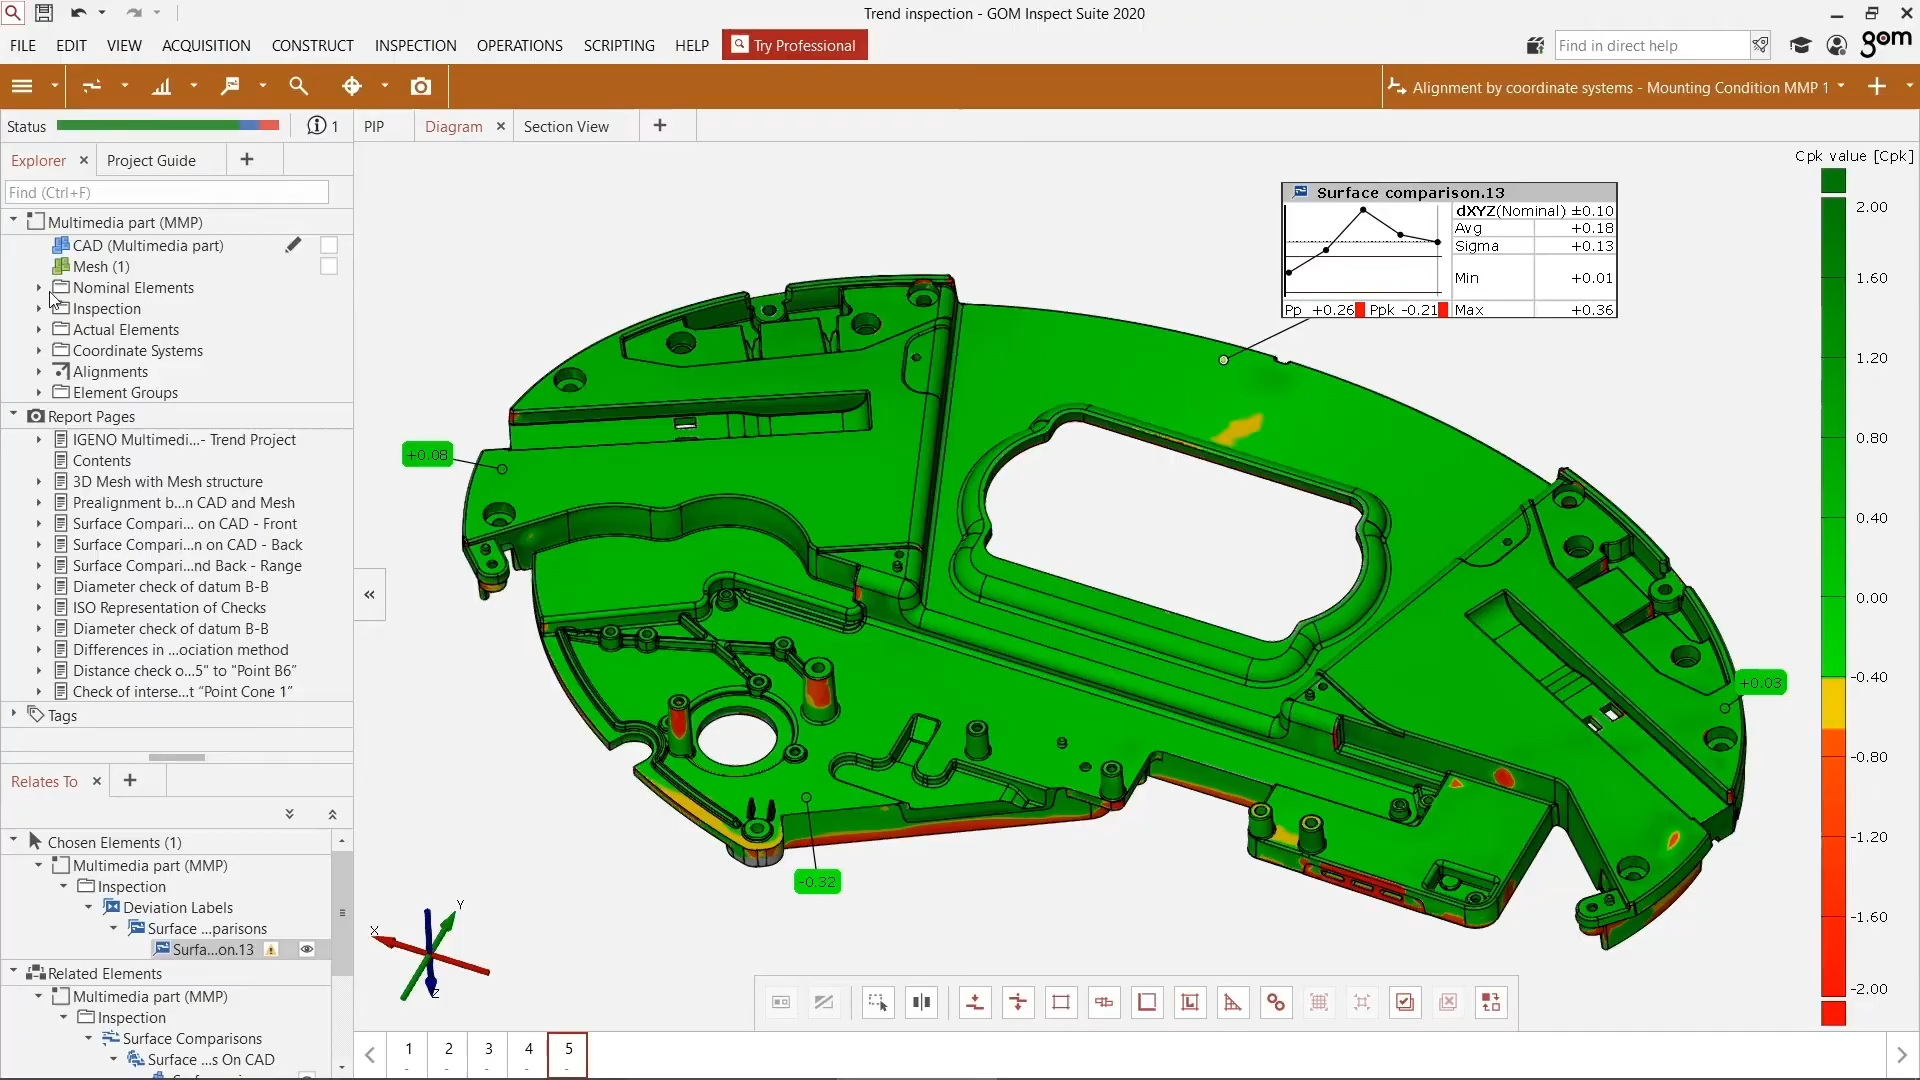 Trend inspection - GOM Inspect Suite 2020
FILE EDIT VIEW ACQUISITION CONSTRUCT INSPECTION OPERATIONS SCRIPTING HELP Try Professional Find in direct help gom
Alignment by coordinate systems - Mounting Condition MMP 1
Status 1 PIP Diagram Section View
Explorer Project Guide
Find (Ctrl+F)
Multimedia part (MMP)
CAD (Multimedia part)
Mesh (1)
Nominal Elements
Inspection
Actual Elements
Coordinate Systems
Alignments
Element Groups
Report Pages
IGENO Multimedi...- Trend Project
Contents
3D Mesh with Mesh structure
Prealignment b...n CAD and Mesh
Surface Compari... on CAD - Front
Surface Compari...n on CAD - Back
Surface Compari...nd Back - Range
Diameter check of datum B-B
ISO Representation of Checks
Diameter check of datum B-B
Differences in ...ociation method
Distance check o...5" to "Point B6"
Check of interse...t "Point Cone 1"
Tags
Relates To
Chosen Elements (1)
Multimedia part (MMP)
Inspection
Deviation Labels
Surface ...parisons
Surfa...on.13
Related Elements
Multimedia part (MMP)
Inspection
Surface Comparisons
Surface ...s On CAD
Surface comparison.13
dXYZ(Nominal) ±0.10
Avg +0.18
Sigma +0.13
Min +0.01
Pp +0.26 Ppk -0.21 Max +0.36
+0.08
+0.03
-0.32
X
Y
Z
Cpk value [Cpk]
2.00
1.60
1.20
0.80
0.40
0.00
-0.40
-0.80
-1.20
-1.60
-2.00
1 2 3 4 5